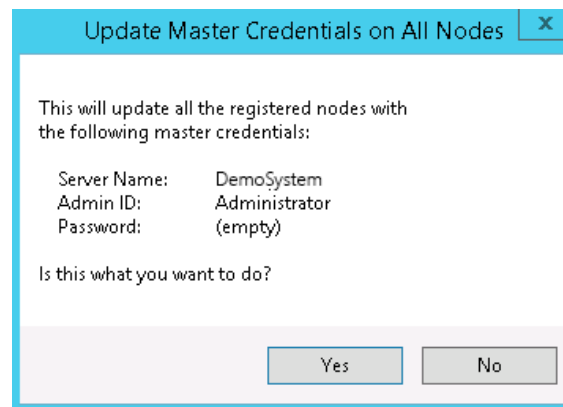 Update Master Credentials on All Nodes
x
This will update all the registered nodes with
the following master credentials:
Server Name: DemoSystem
Admin ID: Administrator
Password: (empty)
Is this what you want to do?
Yes No